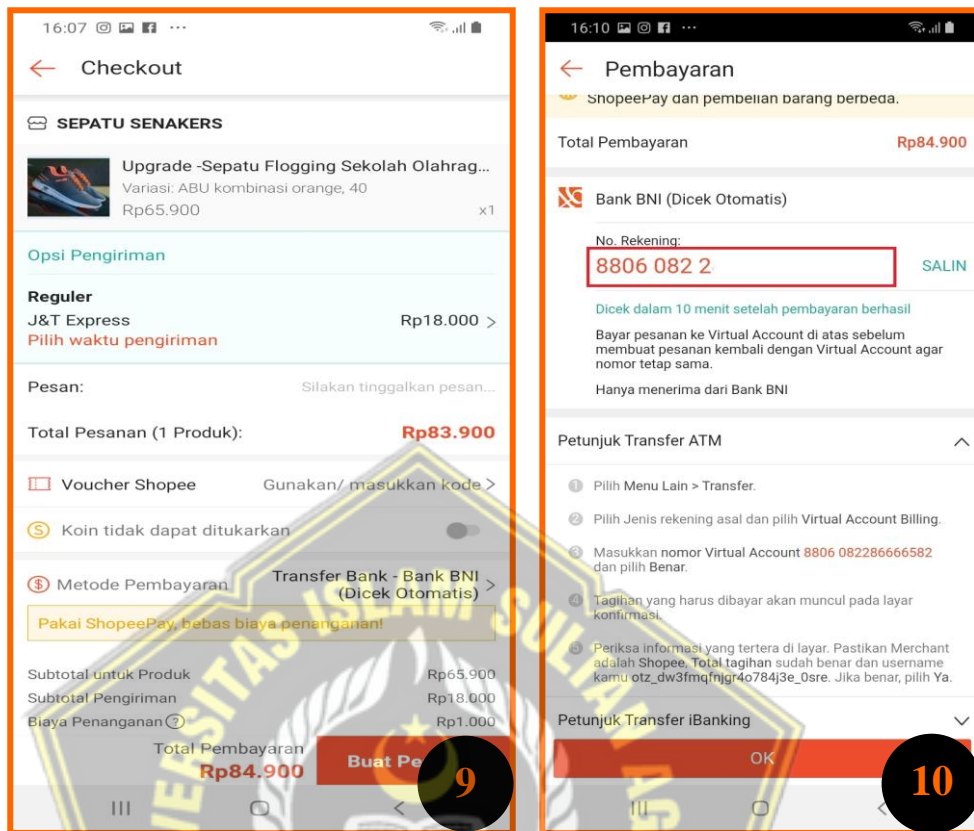 16:07
Checkout
SEPATU SENAKERS
Upgrade -Sepatu Flogging Sekolah Olahrag...
Variasi: ABU kombinasi orange, 40
Rp65.900
x1
Opsi Pengiriman
Reguler
J&T Express
Rp18.000 >
Pilih waktu pengiriman
Pesan:
Silakan tinggalkan pesan...
Total Pesanan (1 Produk):
Rp83.900
Voucher Shopee
Gunakan/ masukkan kode >
Koin tidak dapat ditukarkan
Metode Pembayaran
Transfer Bank - Bank BNI >
(Dicek Otomatis)
Pakai ShopeePay, bebas biaya penanganan!
Subtotal untuk Produk
Rp65.900
Subtotal Pengiriman
Rp18.000
Biaya Penanganan
Rp1.000
Total Pembayaran
Rp84.900
Buat Pe
9
16:10
Pembayaran
ShopeePay dan pembelian barang berbeda.
Total Pembayaran
Rp84.900
Bank BNI (Dicek Otomatis)
No. Rekening:
8806 082 2
SALIN
Dicek dalam 10 menit setelah pembayaran berhasil
Bayar pesanan ke Virtual Account di atas sebelum
membuat pesanan kembali dengan Virtual Account agar
nomor tetap sama.
Hanya menerima dari Bank BNI
Petunjuk Transfer ATM
1 Pilih Menu Lain > Transfer.
2 Pilih Jenis rekening asal dan pilih Virtual Account Billing.
3 Masukkan nomor Virtual Account 8806 082286666582
dan pilih Benar.
4 Tagihan yang harus dibayar akan muncul pada layar
konfirmasi.
5 Periksa informasi yang tertera di layar. Pastikan Merchant
adalah Shopee, Total tagihan sudah benar dan username
kamu otz_dw3fmqfnjgr4o784j3e_0sre. Jika benar, pilih Ya.
Petunjuk Transfer iBanking
OK
10
ISLAM SULTAN AG